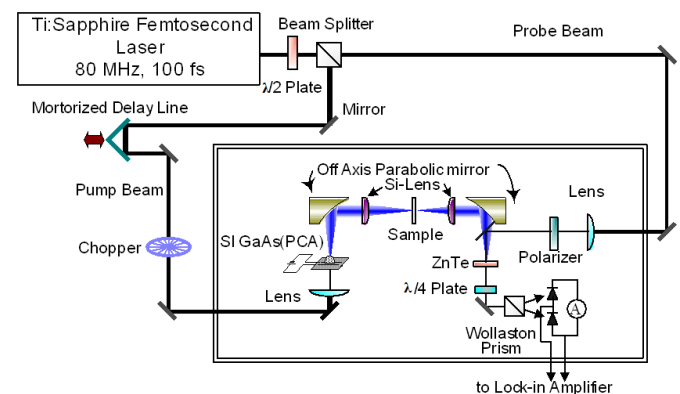 Ti:Sapphire Femtosecond
Laser
80 MHz, 100 fs
Beam Splitter
Probe Beam
λ/2 Plate
Mirror
Mortorized Delay Line
Pump Beam
Off Axis Parabolic mirror
Si-Lens
Lens
Sample
Chopper
SI GaAs(PCA)
Polarizer
ZnTe
Lens
λ/4 Plate
A
Wollaston
Prism
to Lock-in Amplifier